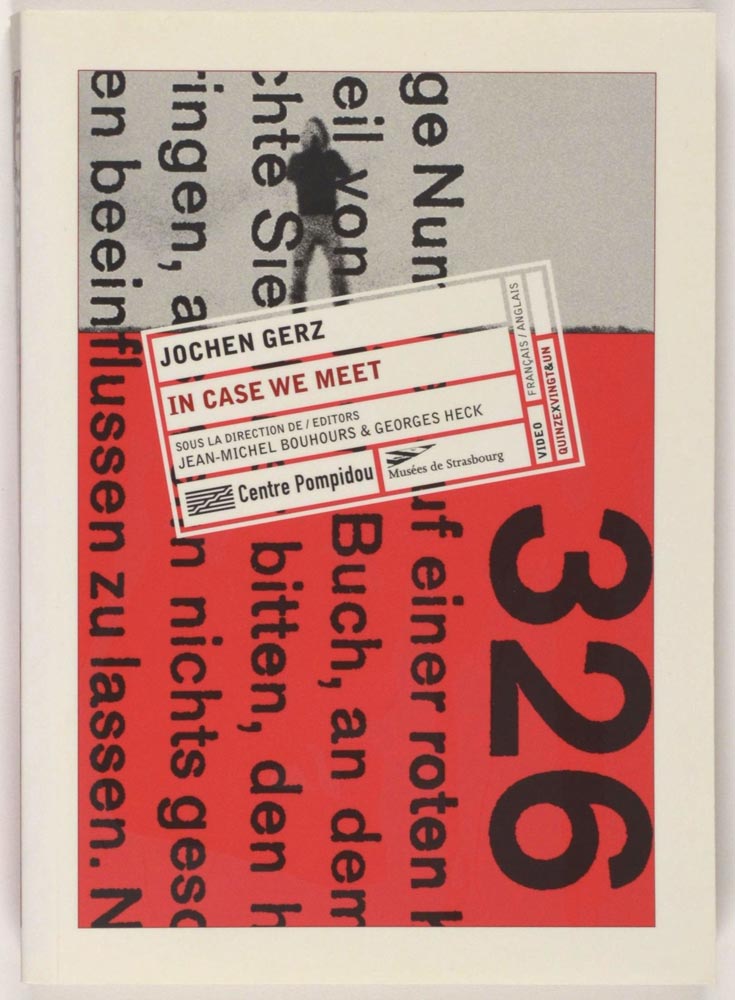 JOCHEN GERZ
IN CASE WE MEET
SOUS LA DIRECTION DE / EDITORS
JEAN-MICHEL BOUHOURS & GEORGES HECK
Centre Pompidou
Musées de Strasbourg
FRANÇAIS / ANGLAIS
VIDEO
QUINZEXVINGT&UN
326
ge Nun
uf einer roten
eil von
Buch, an dem
chte Sie
bitten, den h
ringen, a
n nichts gesc
en beeinflussen zu lassen. N